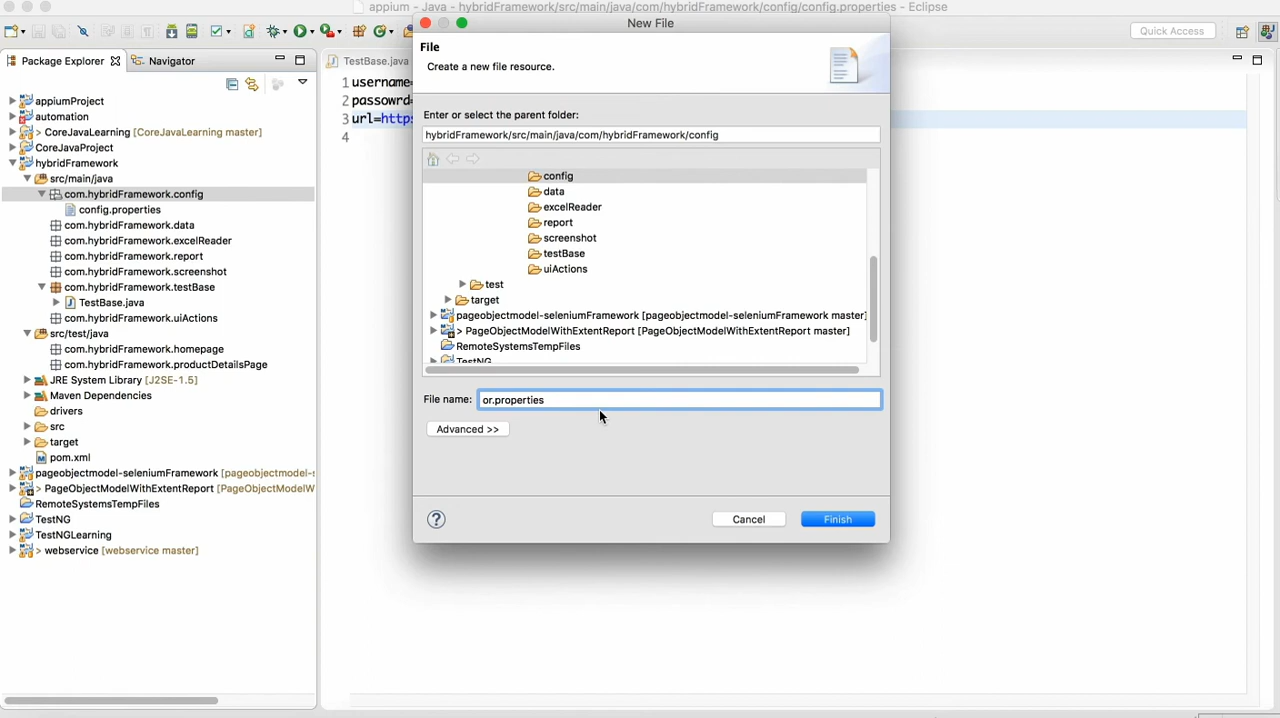 appium - Java - hybridFramework/src/main/java/com/hybridFramework/config/config.properties - Eclipse
New File
Quick Access
File
Create a new file resource.
Package Explorer
Navigator
TestBase.java
1 username=
2 passowrd=
3 url=https
4
Enter or select the parent folder:
hybridFramework/src/main/java/com/hybridFramework/config
config
data
excelReader
report
screenshot
testBase
uiActions
test
target
pageobjectmodel-seleniumFramework [pageobjectmodel-seleniumFramework master]
> PageObjectModelWithExtentReport [PageObjectModelWithExtentReport master]
RemoteSystemsTempFiles
TestNG
File name:
or.properties
Advanced >>
?
Cancel
Finish
appiumProject
automation
> CoreJavaLearning [CoreJavaLearning master]
CoreJavaProject
hybridFramework
src/main/java
com.hybridFramework.config
config.properties
com.hybridFramework.data
com.hybridFramework.excelReader
com.hybridFramework.report
com.hybridFramework.screenshot
com.hybridFramework.testBase
TestBase.java
com.hybridFramework.uiActions
src/test/java
com.hybridFramework.homepage
com.hybridFramework.productDetailsPage
JRE System Library [J2SE-1.5]
Maven Dependencies
drivers
src
target
pom.xml
pageobjectmodel-seleniumFramework [pageobjectmodel-s
> PageObjectModelWithExtentReport [PageObjectModelW
RemoteSystemsTempFiles
TestNG
TestNGLearning
> webservice [webservice master]